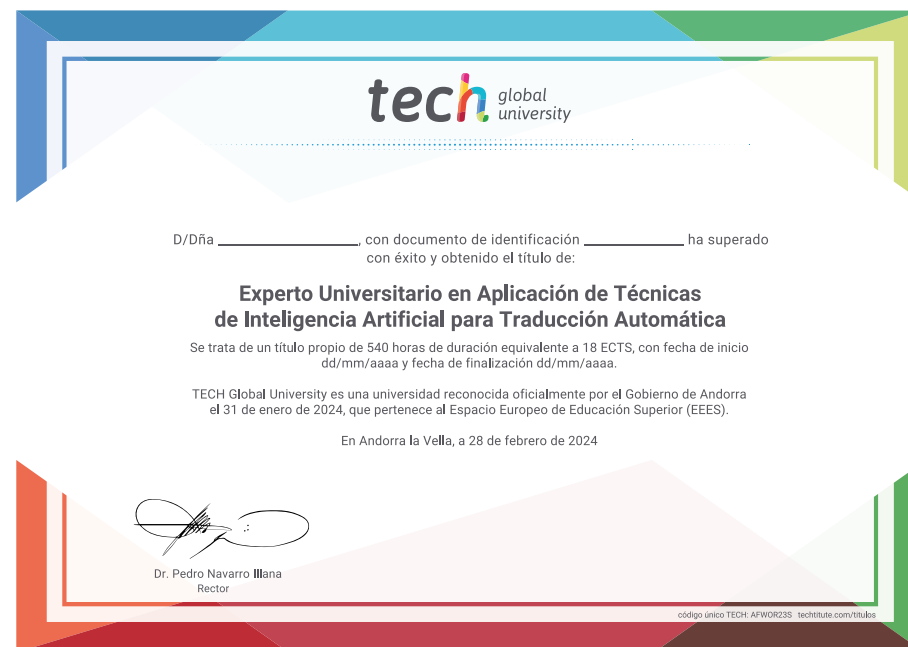 tech global
university
D/Dña ____________, con documento de identificación ____________ ha superado
con éxito y obtenido el título de:
Experto Universitario en Aplicación de Técnicas
de Inteligencia Artificial para Traducción Automática
Se trata de un título propio de 540 horas de duración equivalente a 18 ECTS, con fecha de inicio
dd/mm/aaaa y fecha de finalización dd/mm/aaaa.
TECH Global University es una universidad reconocida oficialmente por el Gobierno de Andorra
el 31 de enero de 2024, que pertenece al Espacio Europeo de Educación Superior (EEES).
En Andorra la Vella, a 28 de febrero de 2024
Dr. Pedro Navarro Illana
Rector
código único TECH: AFWOR23S techtitute.com/titulos